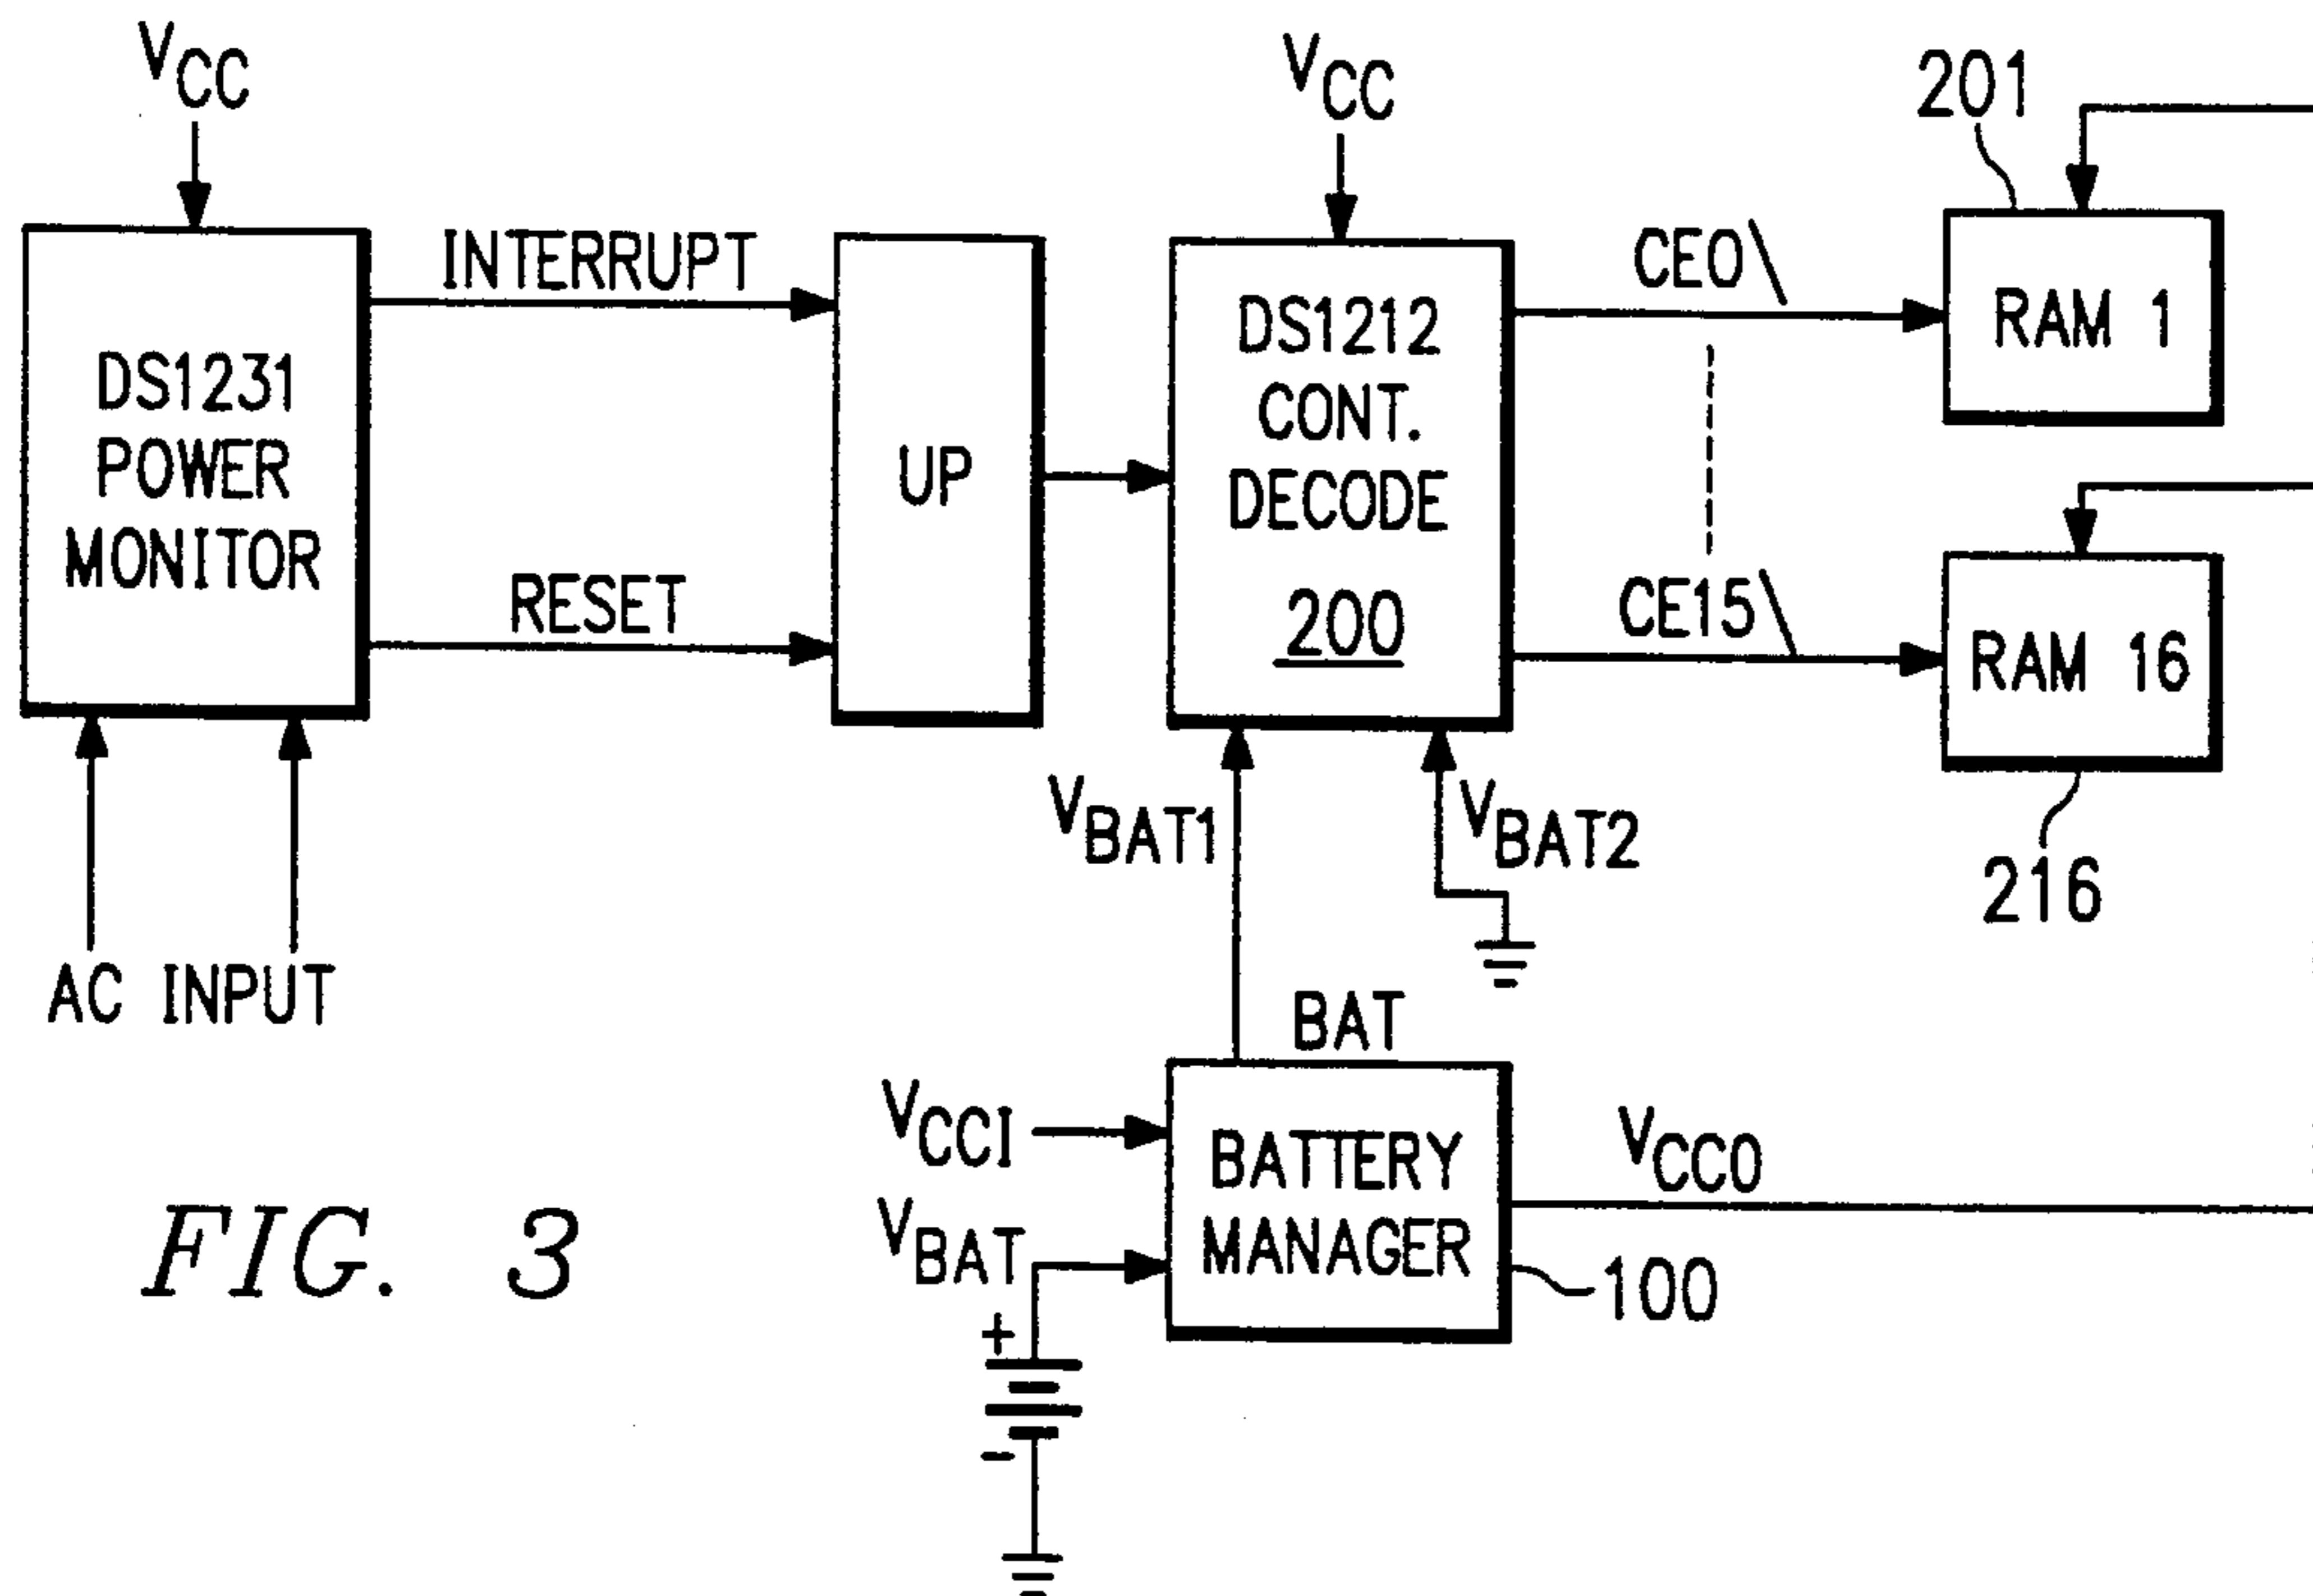 VCC
VCC
201
INTERRUPT
CE0\
DS1231
POWER
MONITOR
UP
DS1212
CONT.
DECODE
200
RAM 1
RESET
CE15\
RAM 16
VBAT1
VBAT2
216
AC INPUT
BAT
VCCI
BATTERY
MANAGER
VCCO
VBAT
100
+
-
FIG. 3